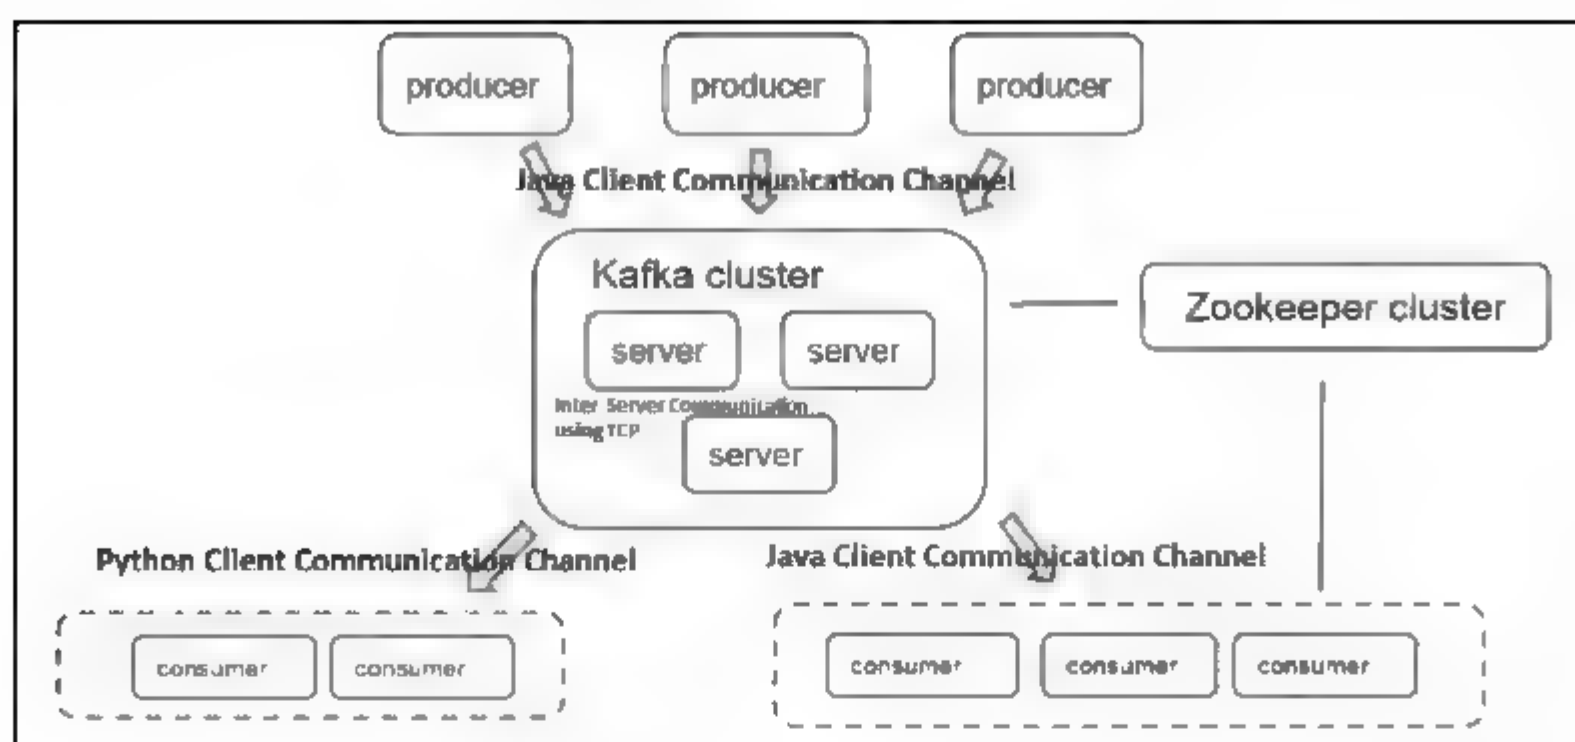 producer
producer
producer
Java Client Communication Channel
Kafka cluster
Zookeeper cluster
server
server
Inter Server Communication
using TCP
server
Python Client Communication Channel
Java Client Communication Channel
consumer
consumer
consumer
consumer
consumer